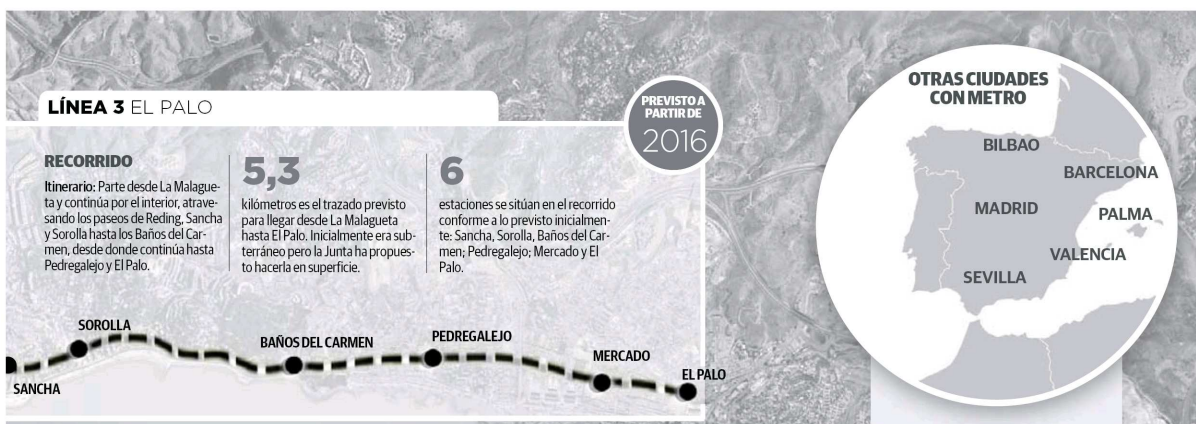 LÍNEA 3 EL PALO
PREVISTO A
PARTIR DE
2016
RECORRIDO
Itinerario: Parte desde La Malague-
ta y continúa por el interior, atrave-
sando los paseos de Reding, Sancha
y Sorolla hasta los Baños del Car-
men, desde donde continúa hasta
Pedregalejo y El Palo.
5,3
kilómetros es el trazado previsto
para llegar desde La Malagueta
hasta El Palo. Inicialmente era sub-
terráneo pero la Junta ha propues-
to hacerla en superficie.
6
estaciones se sitúan en el recorrido
conforme a lo previsto inicialmen-
te: Sancha, Sorolla, Baños del Car-
men; Pedregalejo; Mercado y El
Palo.
SANCHA
SOROLLA
BAÑOS DEL CARMEN
PEDREGALEJO
MERCADO
EL PALO
OTRAS CIUDADES
CON METRO
BILBAO
BARCELONA
MADRID
PALMA
VALENCIA
SEVILLA